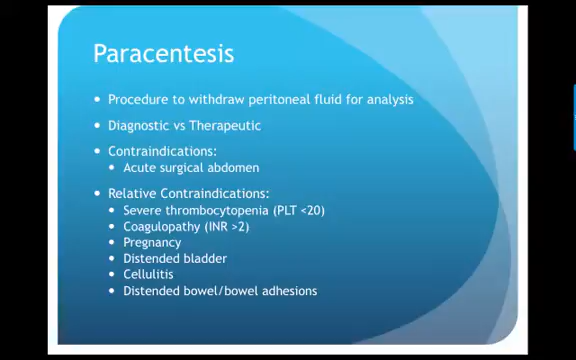 Paracentesis
• Procedure to withdraw peritoneal fluid for analysis
• Diagnostic vs Therapeutic
• Contraindications:
• Acute surgical abdomen
• Relative Contraindications:
• Severe thrombocytopenia (PLT <20)
• Coagulopathy (INR >2)
• Pregnancy
• Distended bladder
• Cellulitis
• Distended bowel/bowel adhesions